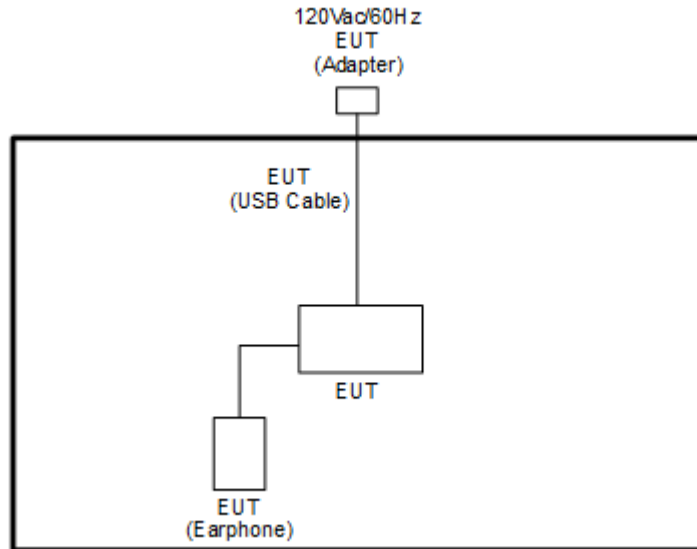 120Vac/60Hz
EUT
(Adapter)
EUT
(USB Cable)
EUT
EUT
(Earphone)